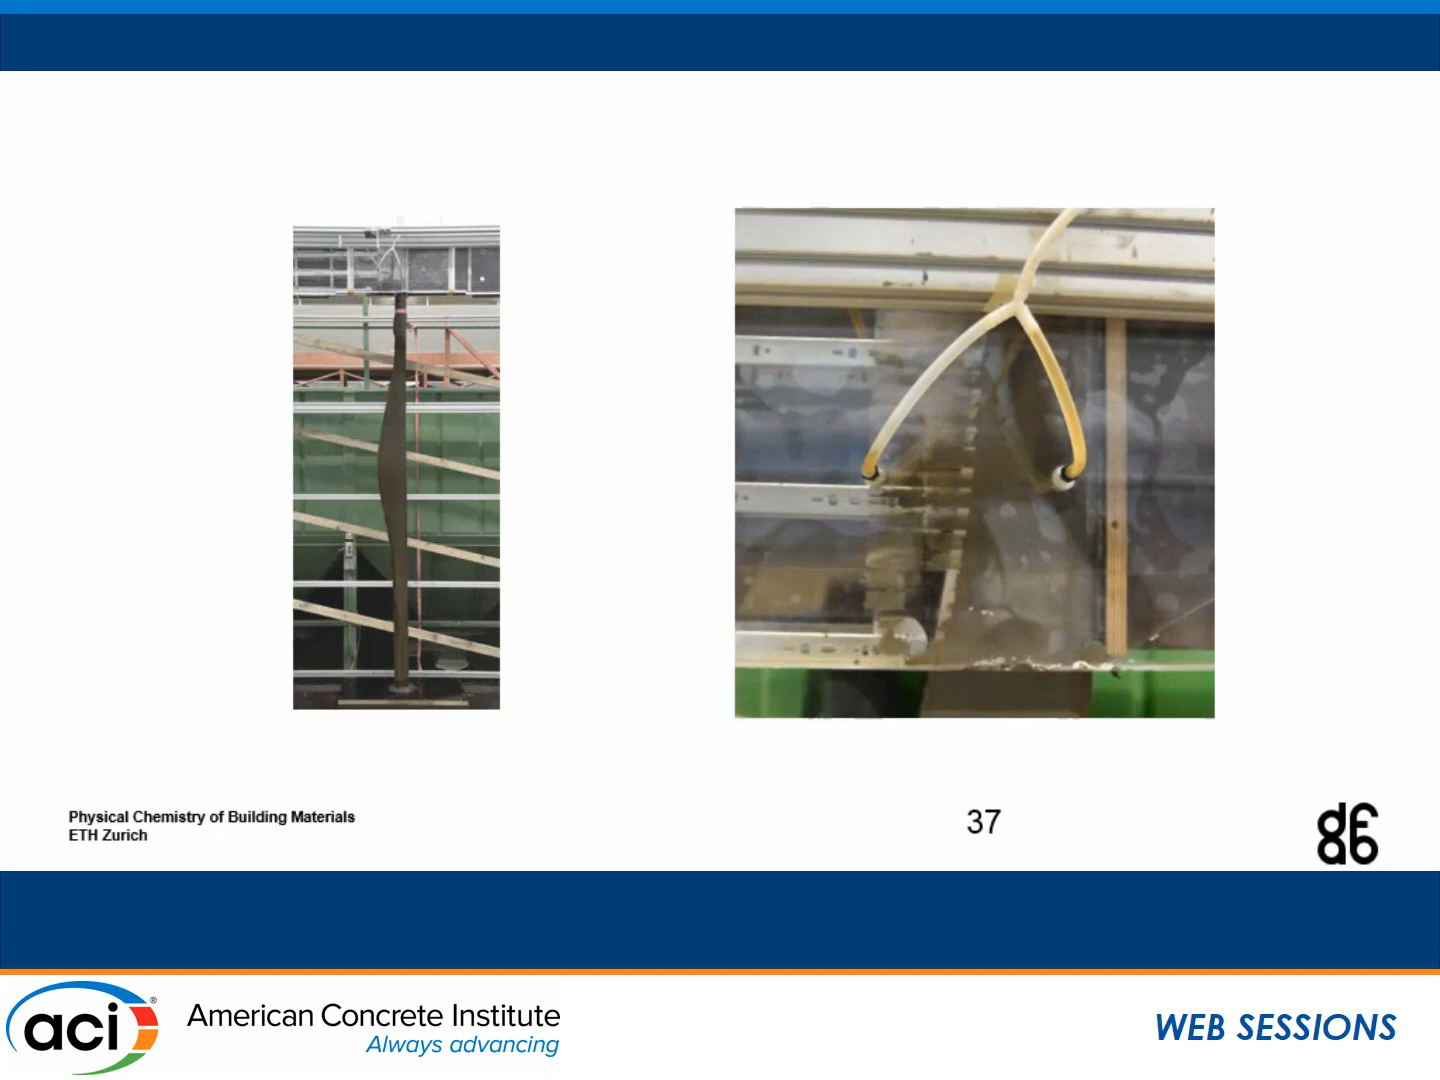 Physical Chemistry of Building Materials
ETH Zurich
37
aci®
American Concrete Institute
Always advancing
WEB SESSIONS